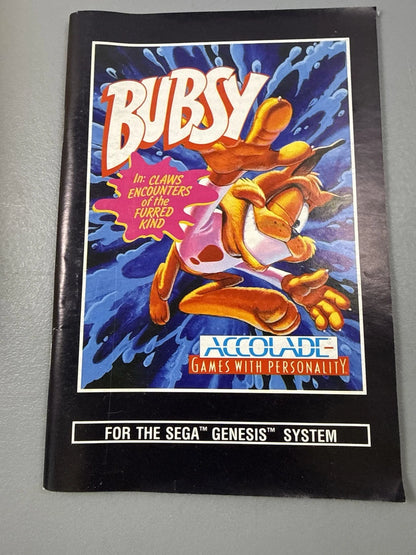 BUBSY
In: CLAWS
ENCOUNTERS
of the
FURRED
KIND
ACCOLADE
GAMES WITH PERSONALITY
FOR THE SEGA™ GENESIS™ SYSTEM